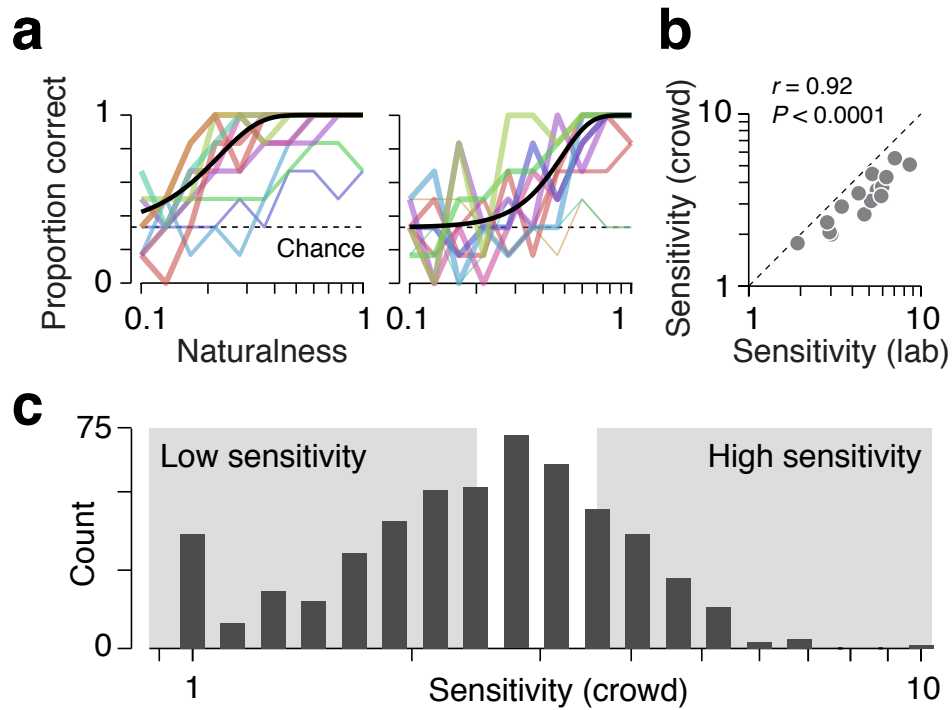 a
Proportion correct
1
0
Chance
0.1
1
0.1
1
Naturalness
b
r = 0.92
P < 0.0001
Sensitivity (crowd)
10
1
1
10
Sensitivity (lab)
c
Count
75
0
Low sensitivity
High sensitivity
1
10
Sensitivity (crowd)